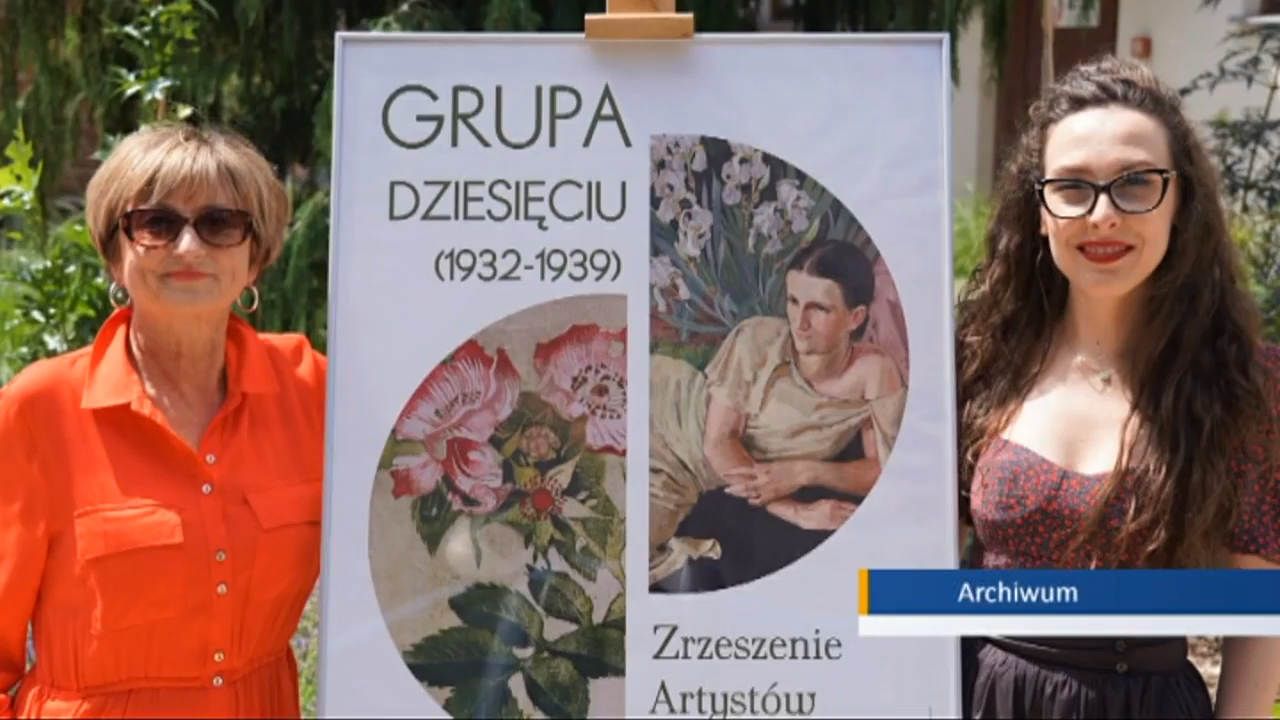 GRUPA
DZIESIĘCIU
(1932-1939)
Zrzeszenie
Artystów
Archiwum